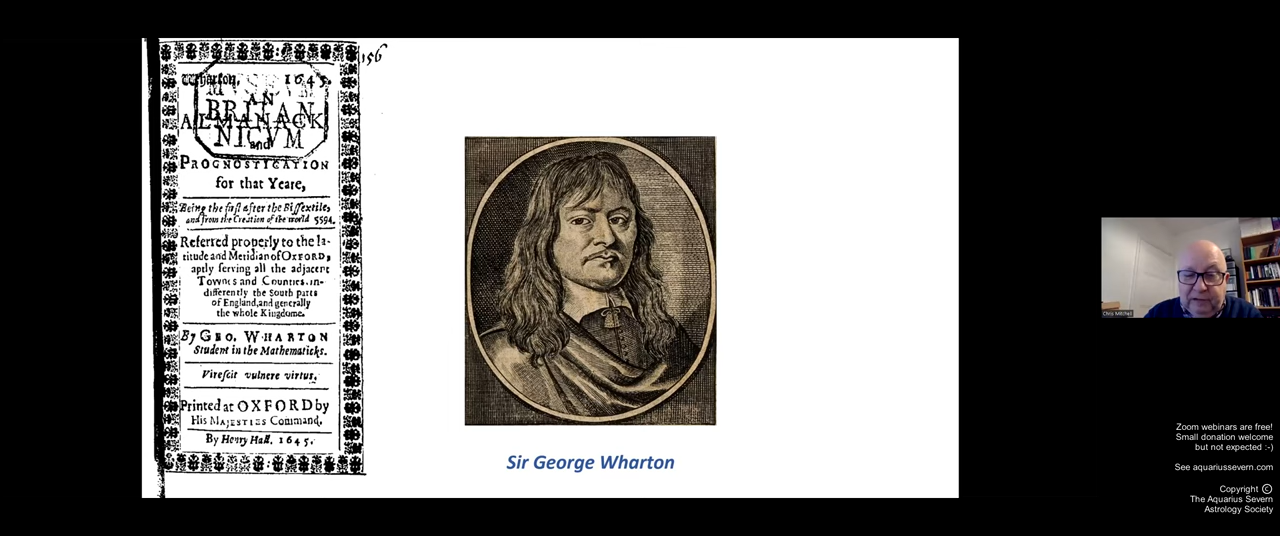 156
Wharton. 1645.
AN
ALMANACK
and
MVSEVM
BRITAN
NICVM
PROGNOSTICATION
for that Yeare,
Being the first after the Bissextile,
and from the Creation of the world 5594.
Referred properly to the la-
titude and Meridian of OXFORD,
aptly serving all the adjacent
Townes and Counties. in-
differently the South parts
of England, and generally
the whole Kingdome.
By GEO. WHARTON
Student in the Mathematicks.
Virescit vulnere virtus.
Printed at OXFORD by
His MAJESTIES Command,
By Henry Hall. 1645.
Sir George Wharton
Chris Mitchell
Zoom webinars are free!
Small donation welcome
but not expected :-)
See aquariussevern.com
Copyright ©
The Aquarius Severn
Astrology Society